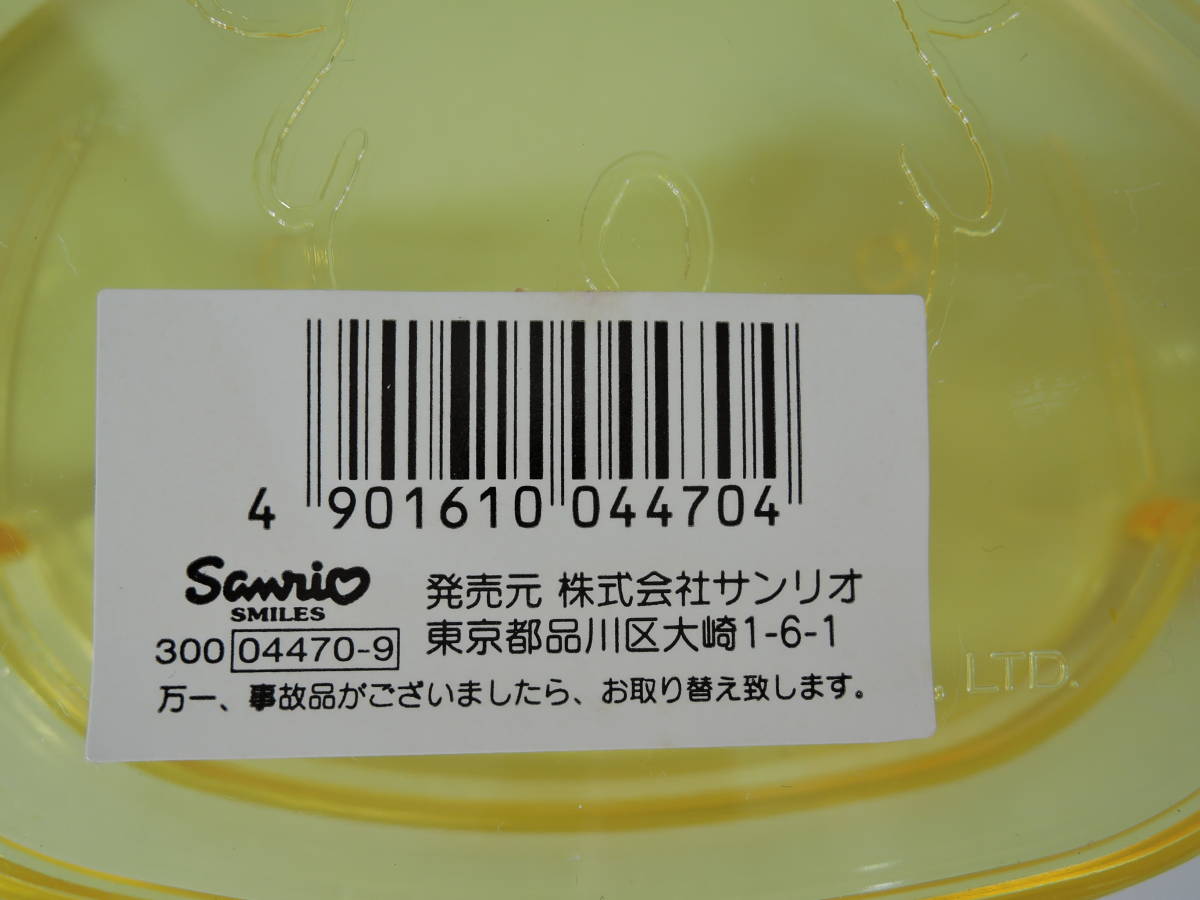 4 901610 044704
Sanrio
SMILES
300 04470-9
発売元 株式会社サンリオ
東京都品川区大崎1-6-1
万一、事故品がございましたら、お取り替え致します。
., LTD.